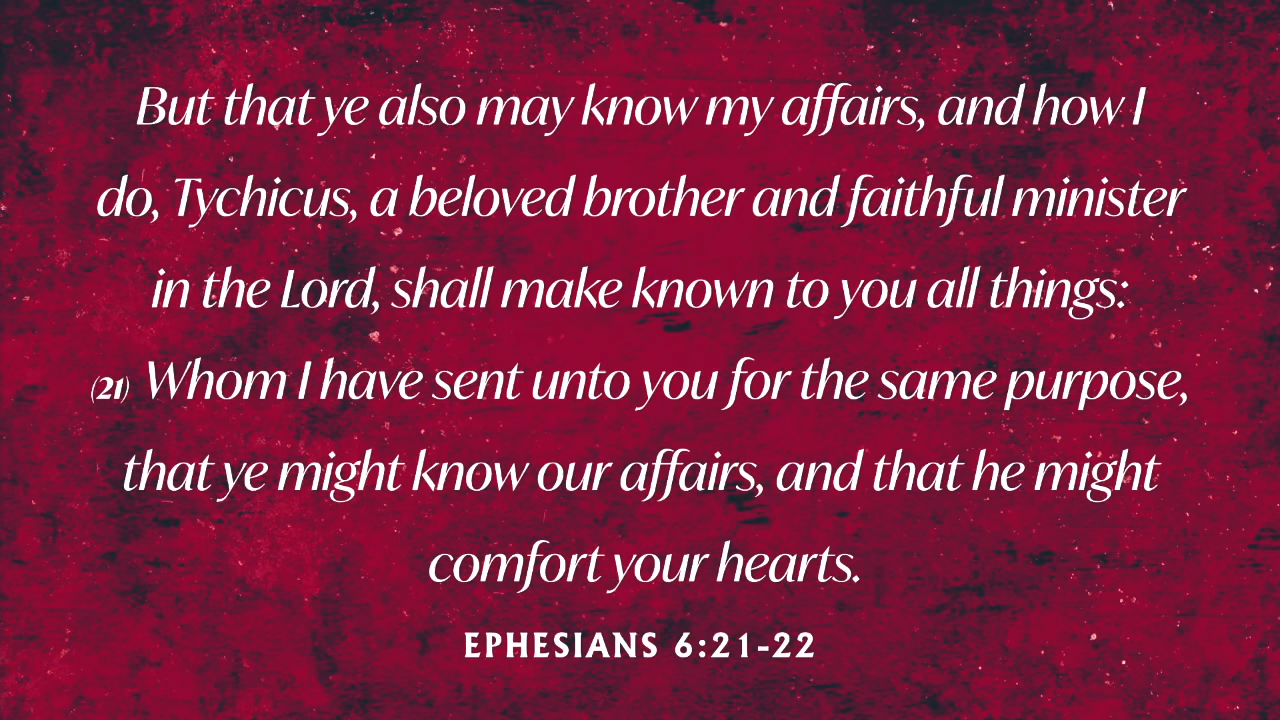 But that ye also may know my affairs, and how I
do, Tychicus, a beloved brother and faithful minister
in the Lord, shall make known to you all things:
(21) Whom I have sent unto you for the same purpose,
that ye might know our affairs, and that he might
comfort your hearts.
EPHESIANS 6:21-22